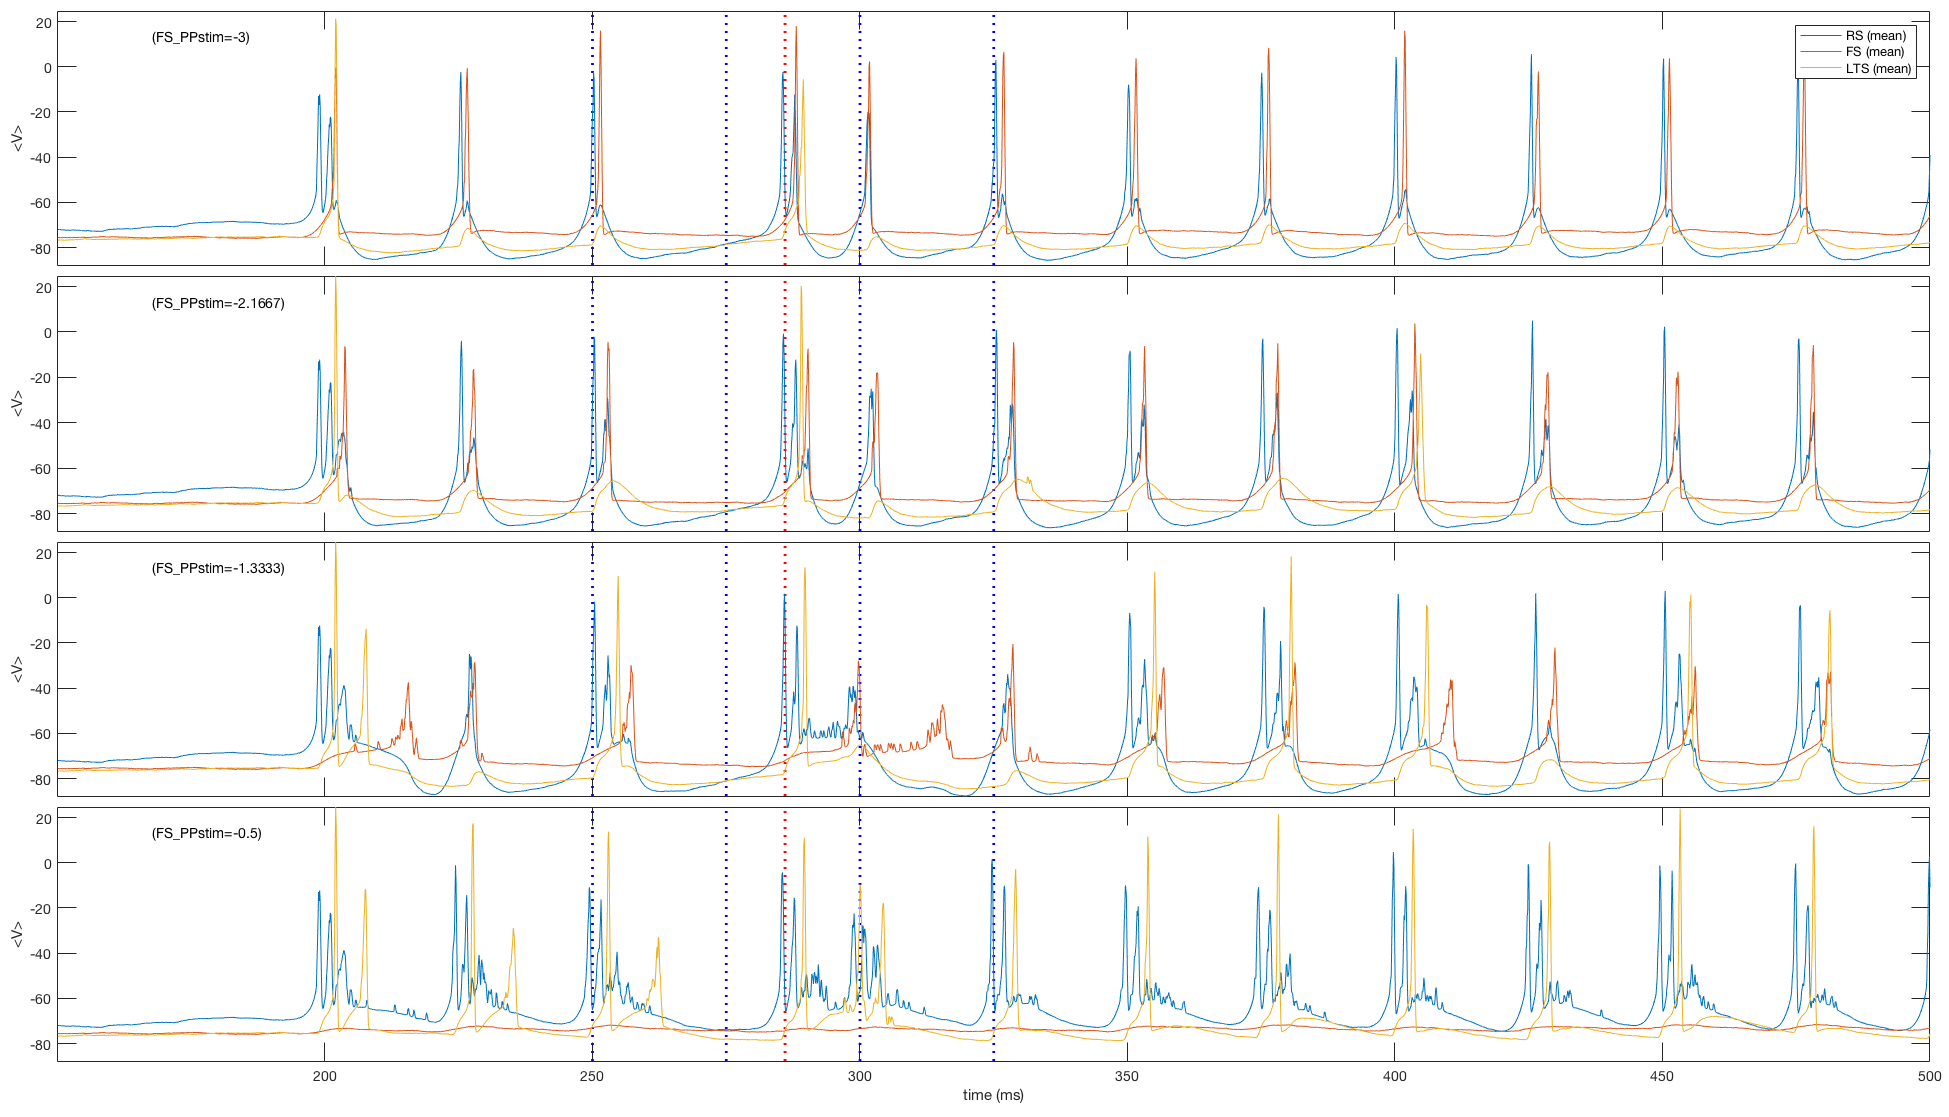 20
0
-20
-40
-60
-80
<V>
(FS_PPstim=-3)
RS (mean)
FS (mean)
LTS (mean)
20
0
-20
-40
-60
-80
<V>
(FS_PPstim=-2.1667)
20
0
-20
-40
-60
-80
<V>
(FS_PPstim=-1.3333)
20
0
-20
-40
-60
-80
<V>
(FS_PPstim=-0.5)
200 250 300 350 400 450 500
time (ms)